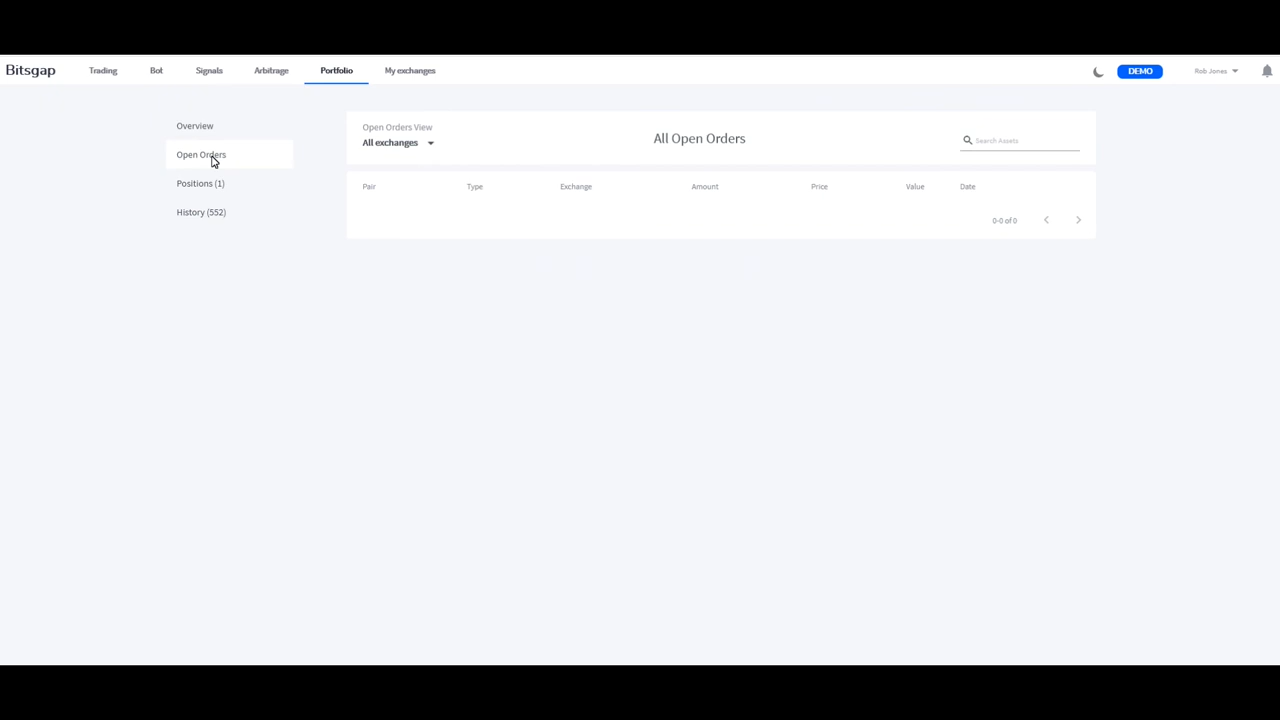 Bitsgap Trading Bot Signals Arbitrage Portfolio My exchanges DEMO Rob Jones
Overview
Open Orders
Positions (1)
History (552)
Open Orders View
All exchanges
All Open Orders
Search Assets
Pair Type Exchange Amount Price Value Date
0-0 of 0